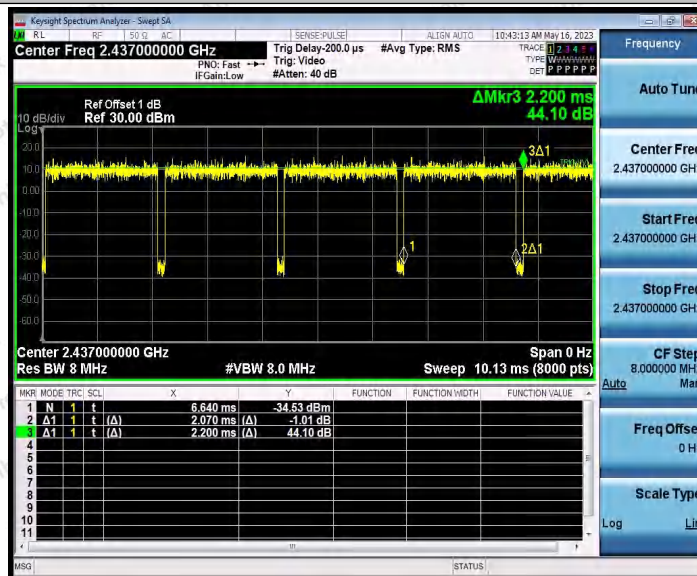 Keysight Spectrum Analyzer - Swept SA
RL RF 50 Ω AC SENSE:PULSE ALIGN AUTO 10:43:13 AM May 16, 2023
Center Freq 2.437000000 GHz
PNO: Fast
IFGain:Low
Trig Delay-200.0 µs
Trig: Video
#Atten: 40 dB
#Avg Type: RMS
TRACE 1 2 3 4 5
TYPE
DET P P P P P P
Ref Offset 1 dB
10 dB/div Ref 30.00 dBm
Log
ΔMkr3 2.200 ms
44.10 dB
20.0
10.0
0.00
-10.0
-20.0
-30.0
-40.0
-50.0
-60.0
3Δ1
1
2Δ1
Center 2.437000000 GHz Span 0 Hz
Res BW 8 MHz #VBW 8.0 MHz Sweep 10.13 ms (8000 pts)
MKR MODE TRC SCL X Y FUNCTION FUNCTION WIDTH FUNCTION VALUE
1 N 1 t 6.640 ms -34.53 dBm
2 Δ1 1 t (Δ) 2.070 ms (Δ) -1.01 dB
3 Δ1 1 t (Δ) 2.200 ms (Δ) 44.10 dB
4
5
6
7
8
9
10
11
MSG STATUS
Frequency
Auto Tune
Center Freq
2.437000000 GH
Start Freq
2.437000000 GH
Stop Freq
2.437000000 GH
CF Step
8.000000 MH
Auto Man
Freq Offse
0 H
Scale Type
Log Lin